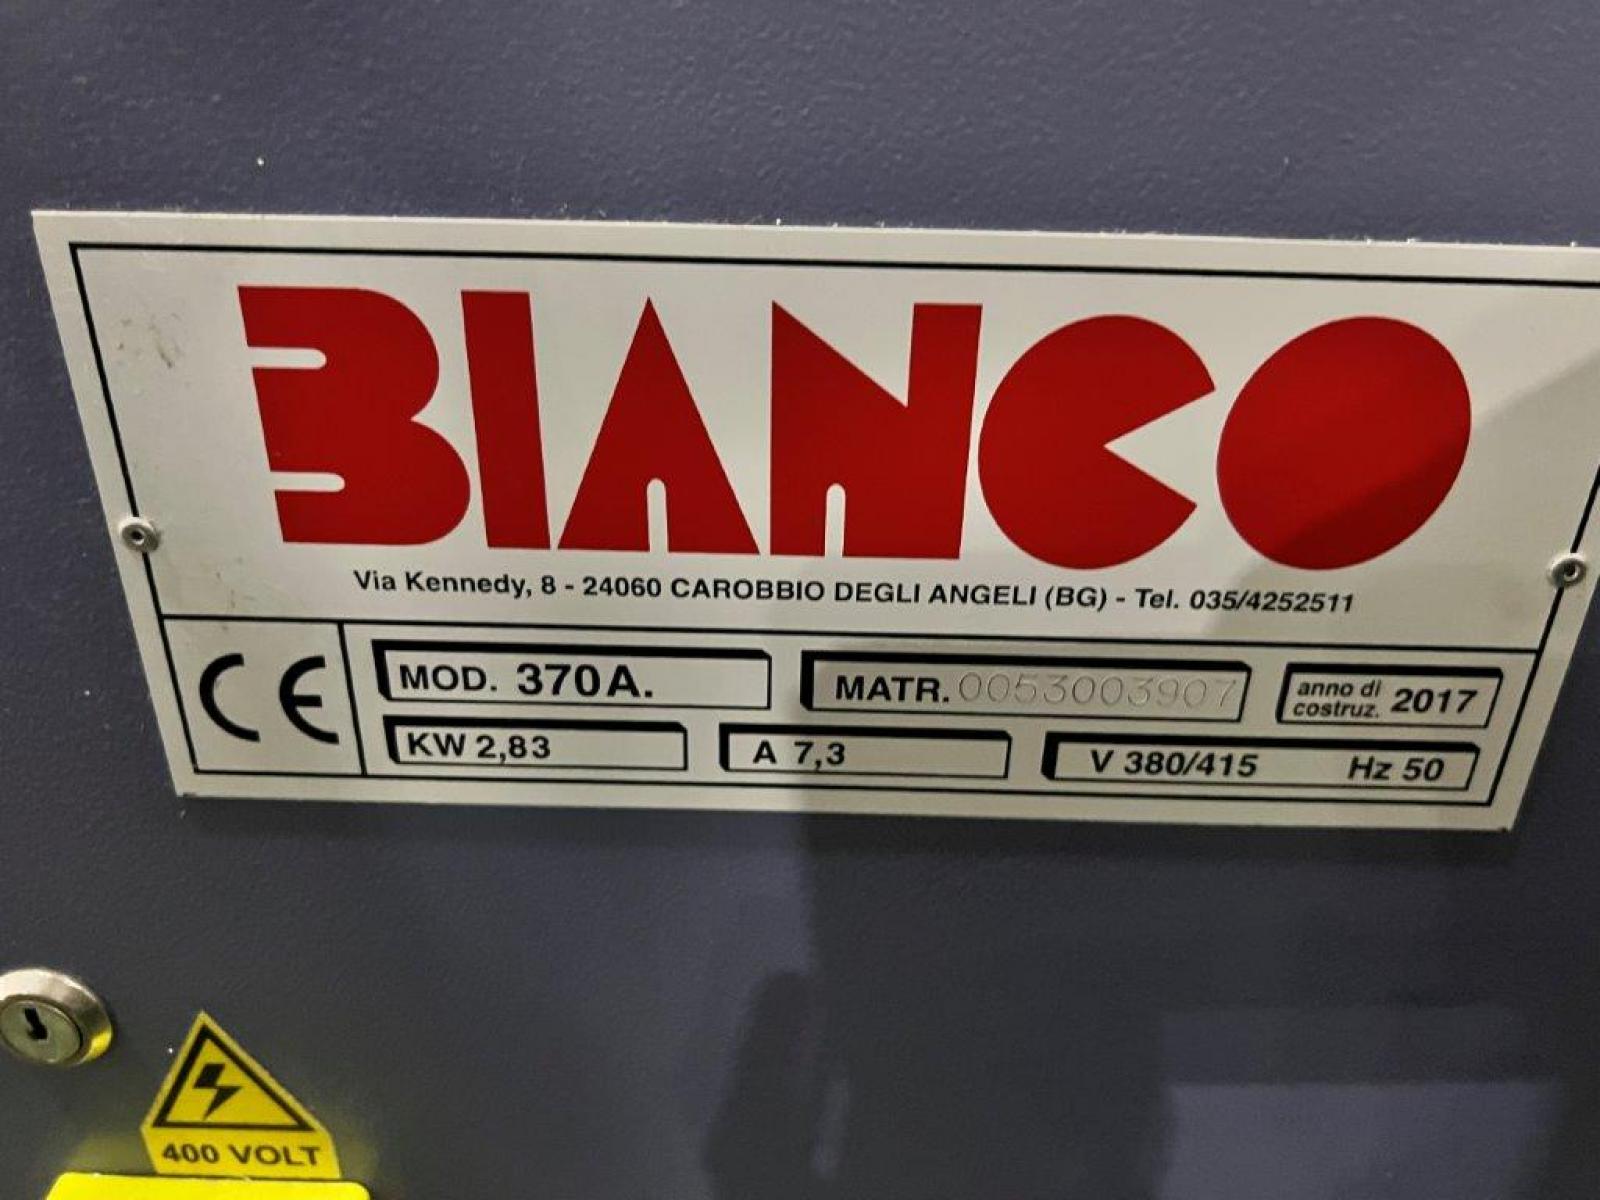 BIANCO
Via Kennedy, 8 - 24060 CAROBBIO DEGLI ANGELI (BG) - Tel. 035/4252511
CE
MOD. 370A.
MATR. 0053003907
anno di
costruz. 2017
KW 2,83
A 7,3
V 380/415 Hz 50
400 VOLT